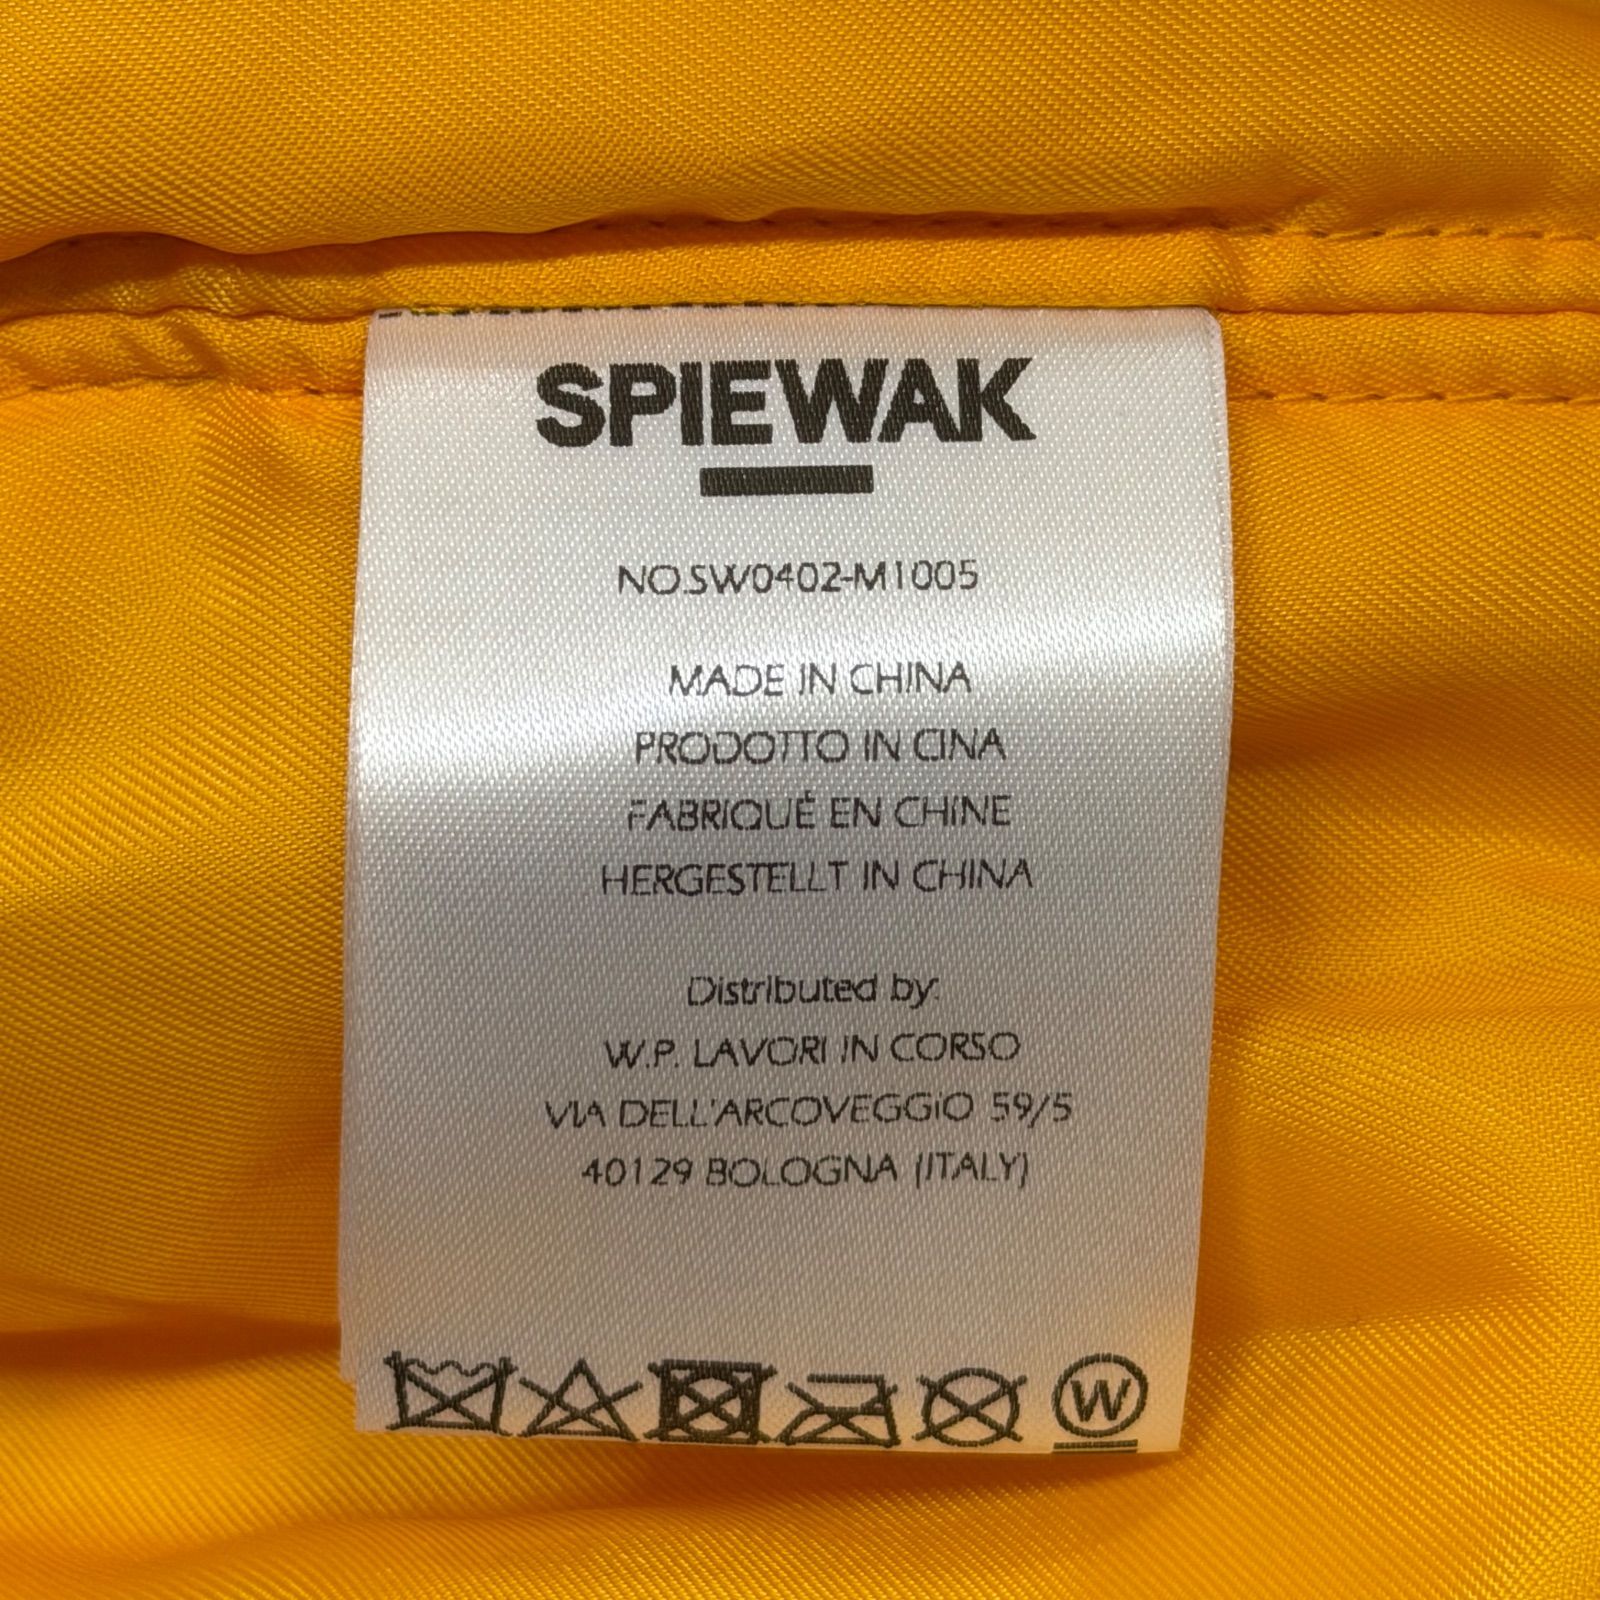 SPIEWAK
NO.SW0402-M1005
MADE IN CHINA
PRODOTTO IN CINA
FABRIQUÉ EN CHINE
HERGESTELLT IN CHINA
Distributed by:
W.P. LAVORI IN CORSO
VIA DELL'ARCOVEGGIO 59/5
40129 BOLOGNA (ITALY)
W